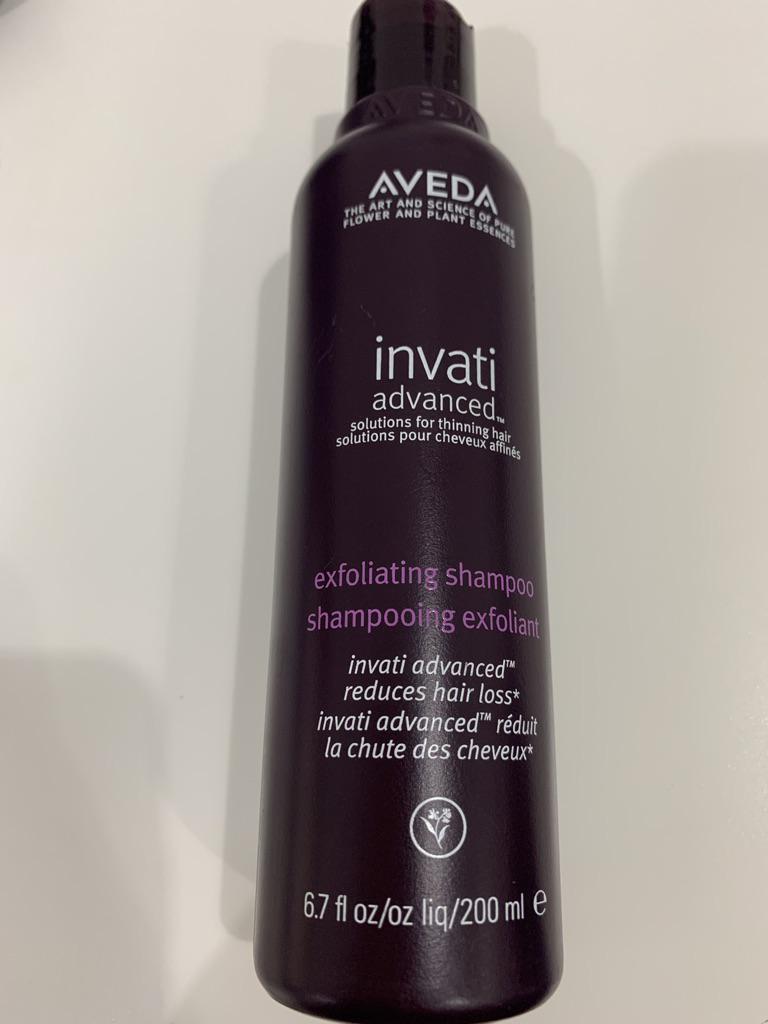 AVEDA
AVEDA
THE ART AND SCIENCE OF PURE
FLOWER AND PLANT ESSENCES
invati
advanced™
solutions for thinning hair
solutions pour cheveux affinés
exfoliating shampoo
shampooing exfoliant
invati advanced™
reduces hair loss*
invati advanced™ réduit
la chute des cheveux*
6.7 fl oz/oz liq/200 ml ℮